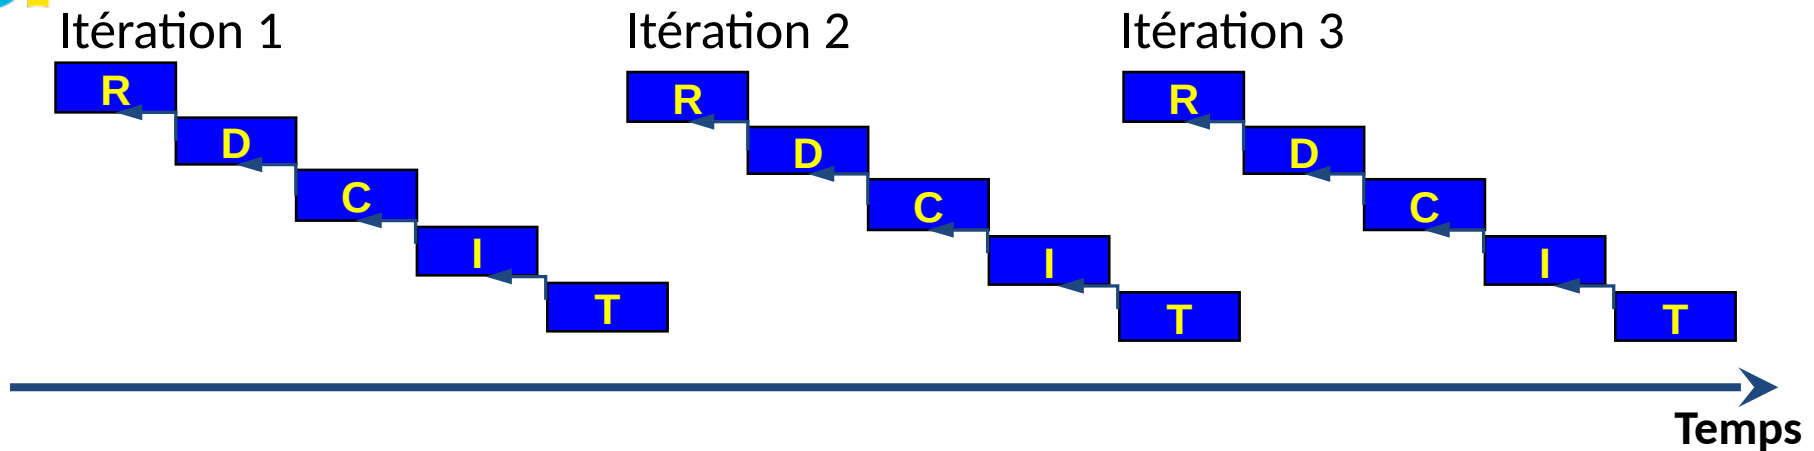 Itération 1
Itération 2
Itération 3
R
D
C
I
T
R
D
C
I
T
R
D
C
I
T
Temps